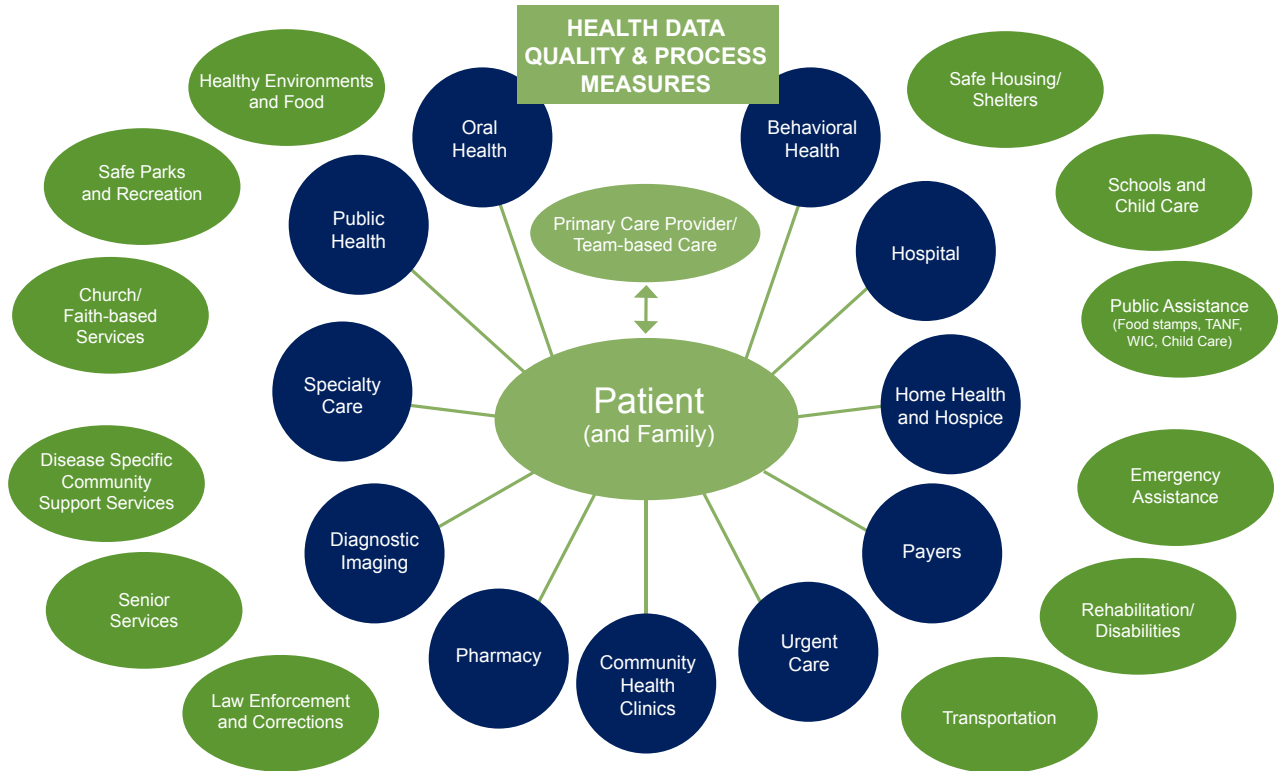 HEALTH DATA
QUALITY & PROCESS
MEASURES
Healthy Environments
and Food
Safe Parks
and Recreation
Church/
Faith-based
Services
Disease Specific
Community
Support Services
Senior
Services
Law Enforcement
and Corrections
Oral
Health
Public
Health
Specialty
Care
Diagnostic
Imaging
Pharmacy
Community
Health
Clinics
Urgent
Care
Payers
Home Health
and Hospice
Hospital
Behavioral
Health
Primary Care Provider/
Team-based Care
Patient
(and Family)
Safe Housing/
Shelters
Schools and
Child Care
Public Assistance
(Food stamps, TANF,
WIC, Child Care)
Emergency
Assistance
Rehabilitation/
Disabilities
Transportation